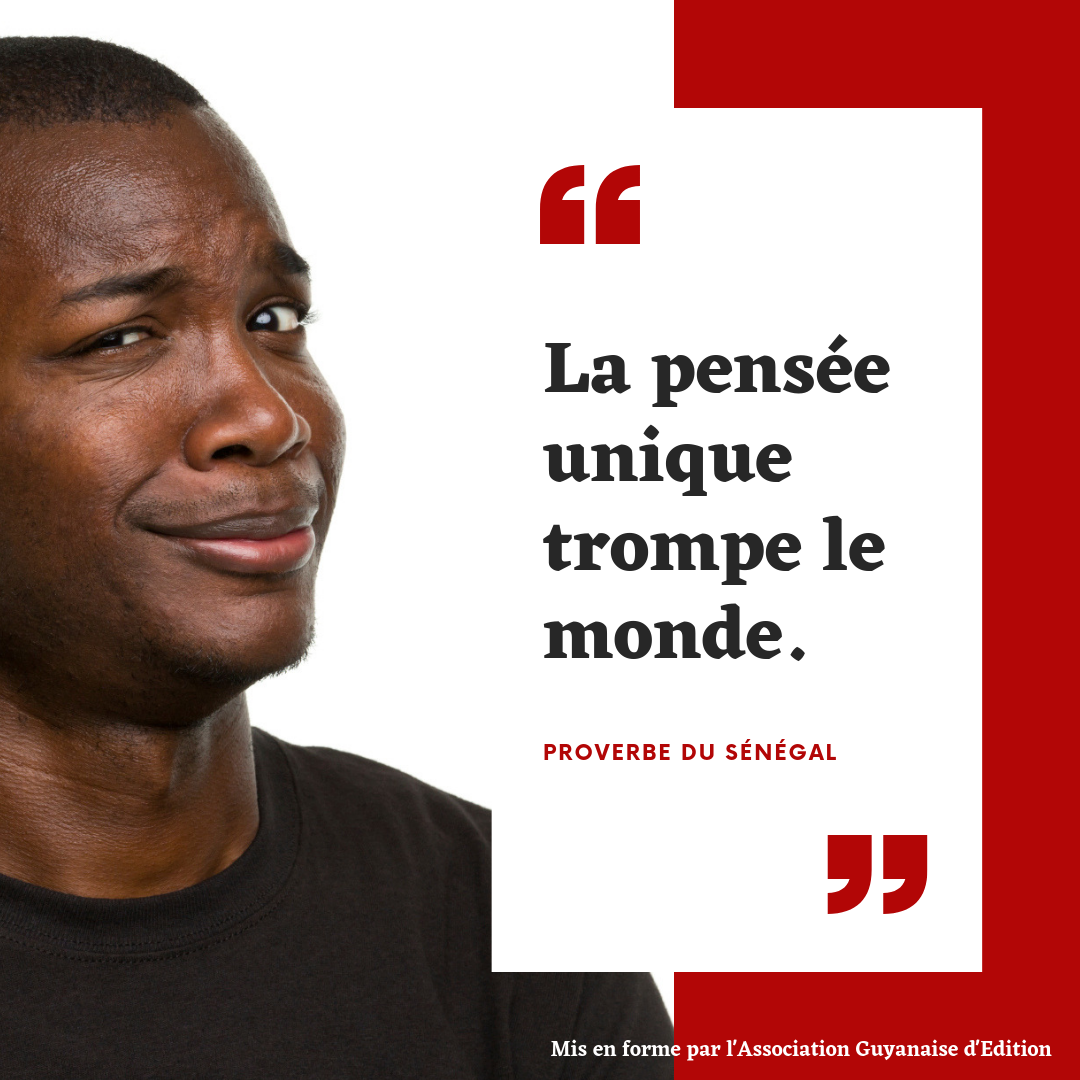 “
La pensée
unique
trompe le
monde.
PROVERBE DU SÉNÉGAL
”
Mis en forme par l'Association Guyanaise d'Edition